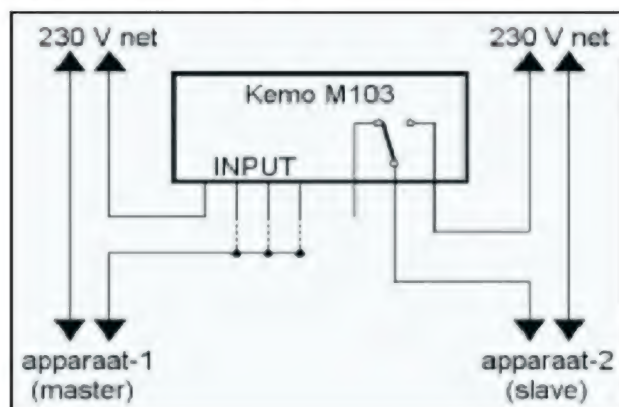 230 V net
230 V net
Kemo M103
INPUT
apparaat-1
(master)
apparaat-2
(slave)